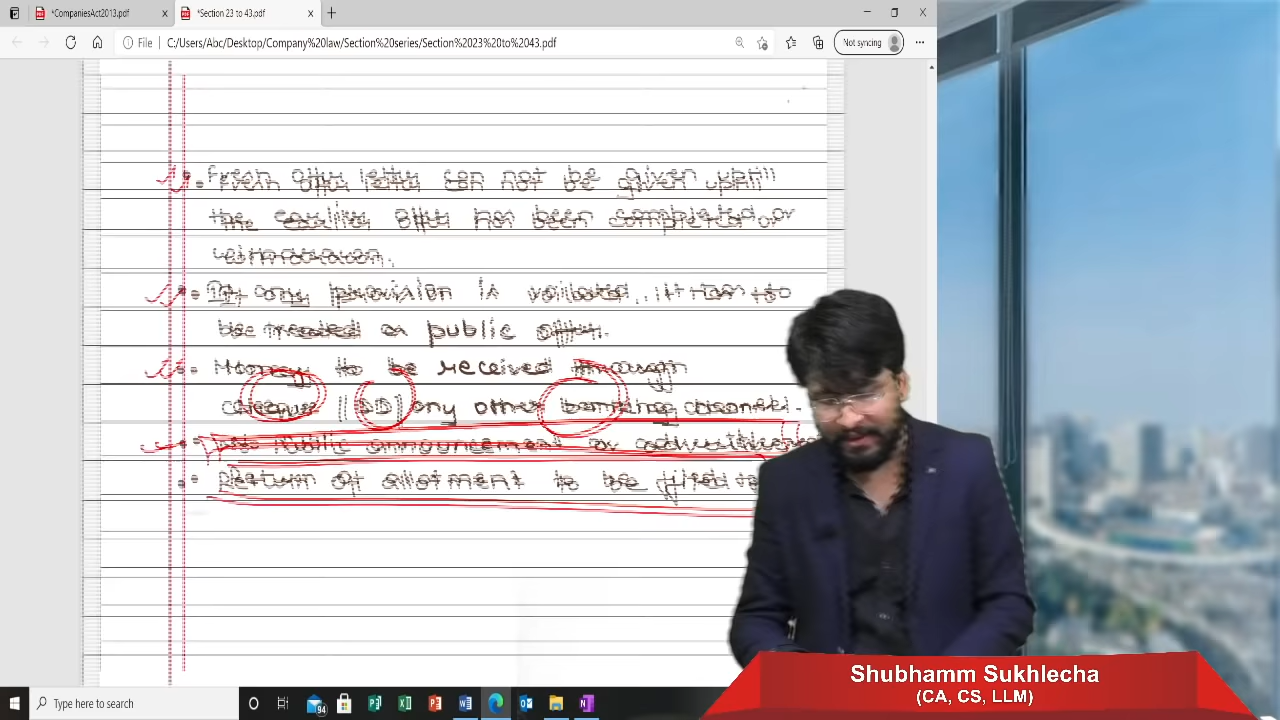 *CompaniesAct2013.pdf
*Section 23 to 43.pdf
File C:/Users/Abc/Desktop/Company%20law/Section%20series/Section%2023%20to%2043.pdf
Not syncing
Fresh offer letter can not be given until
the earlier offer has been completed or
withdrawn.
If any provision is violated, it has to
be treated as public offer.
Money to be received through
cheque DD any other banking channel.
No Public announcement or
Return of allotment to be filed
Type here to search
94
Shubhamm Sukhlecha
(CA, CS, LLM)